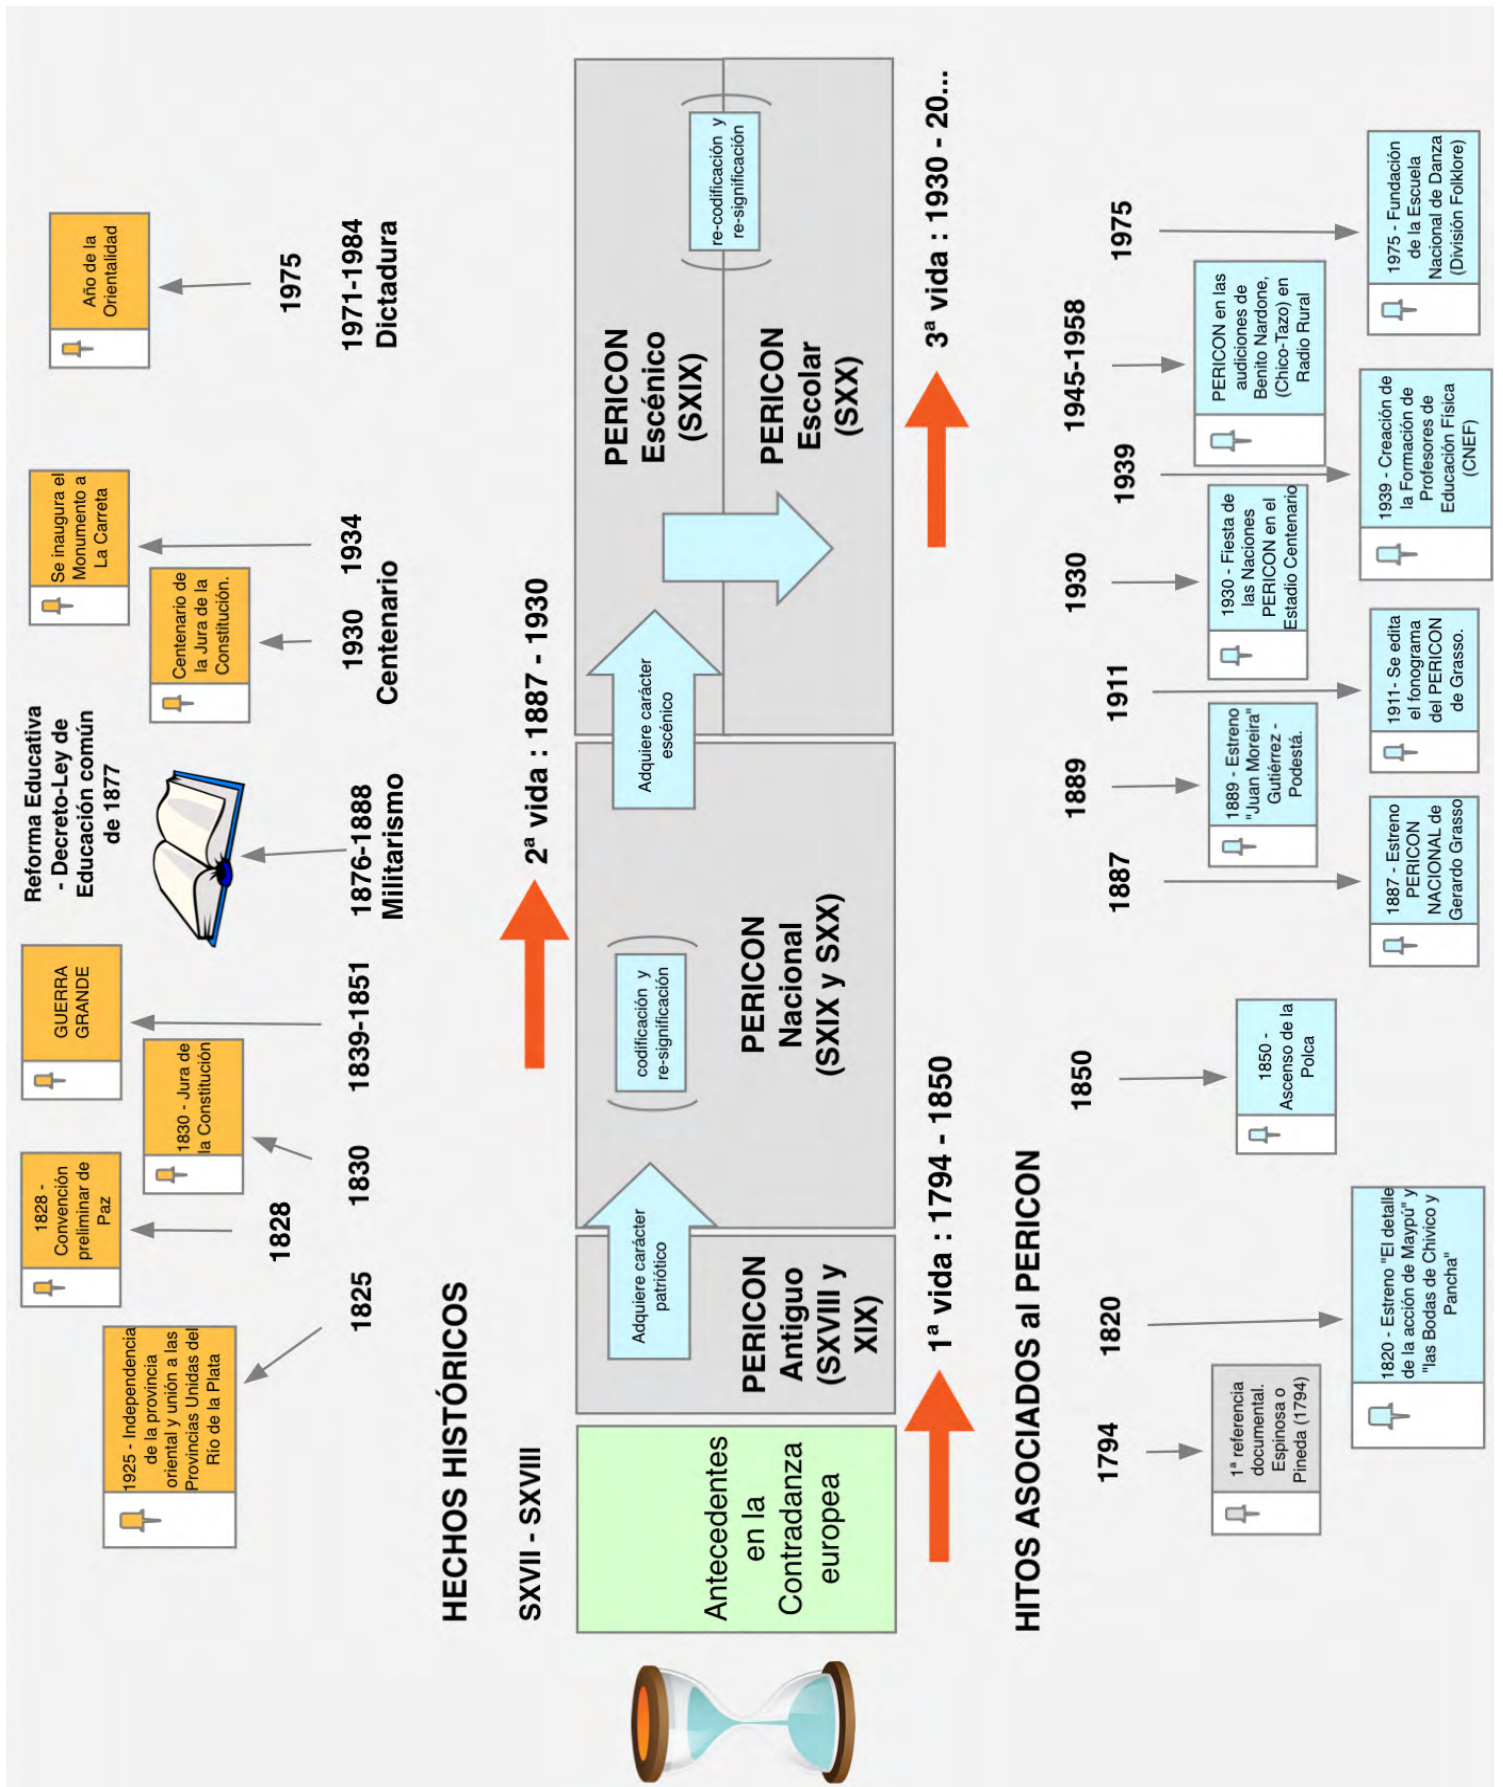 Reforma Educativa
- Decreto-Ley de
Educación común
de 1877
1925 - Independencia
de la provincia
oriental y unión a las
Provincias Unidas del
Río de la Plata
1828 -
Convención
preliminar de
Paz
1830 - Jura de
la Constitución
GUERRA
GRANDE
Centenario de
la Jura de la
Constitución.
Se inaugura el
Monumento a
La Carreta
Año de la
Orientalidad
1825
1828
1830
1839-1851
1876-1888
Militarismo
1930
1934
Centenario
1975
1971-1984
Dictadura
HECHOS HISTÓRICOS
SXVII - SXVIII
2ª vida : 1887 - 1930
Antecedentes
en la
Contradanza
europea
Adquiere carácter
patriótico
PERICON
Antiguo
(SXVIII y
XIX)
codificación y
re-significación
PERICON
Nacional
(SXIX y SXX)
Adquiere carácter
escénico
PERICON
Escénico
(SXIX)
PERICON
Escolar
(SXX)
re-codificación y
re-significación
1ª vida : 1794 - 1850
3ª vida : 1930 - 20...
HITOS ASOCIADOS al PERICON
1794
1820
1850
1887
1889
1911
1930
1939
1945-1958
1975
1ª referencia
documental.
Espinosa o
Pineda (1794)
1820 - Estreno "El detalle
de la acción de Maypú" y
"las Bodas de Chivico y
Pancha"
1850 -
Ascenso de la
Polca
1887 - Estreno
PERICON
NACIONAL de
Gerardo Grasso
1889 - Estreno
"Juan Moreira"
Gutiérrez -
Podestá.
1911- Se edita
el fonograma
del PERICON
de Grasso.
1930 - Fiesta de
las Naciones
PERICON en el
Estadio Centenario
1939 - Creación de
la Formación de
Profesores de
Educación Física
(CNEF)
PERICON en las
audiciones de
Benito Nardone,
(Chico-Tazo) en
Radio Rural
1975 - Fundación
de la Escuela
Nacional de Danza
(División Folklore)